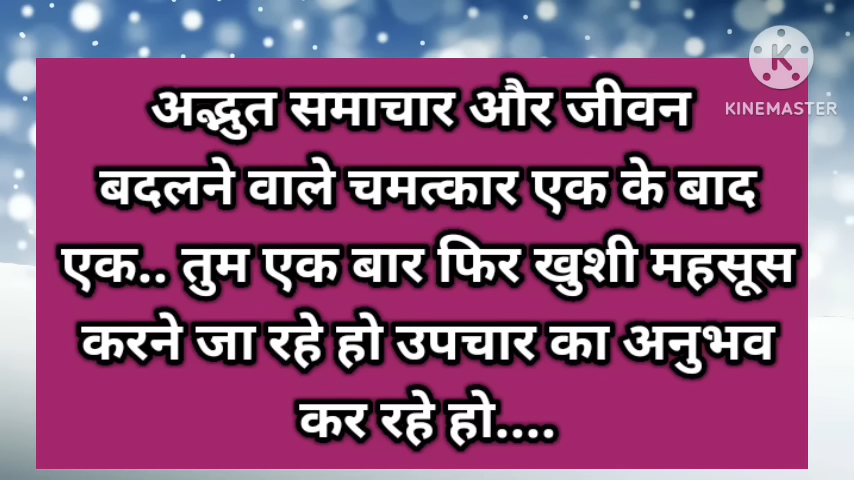 KINEMASTER
अद्भुत समाचार और जीवन
बदलने वाले चमत्कार एक के बाद
एक.. तुम एक बार फिर खुशी महसूस
करने जा रहे हो उपचार का अनुभव
कर रहे हो....